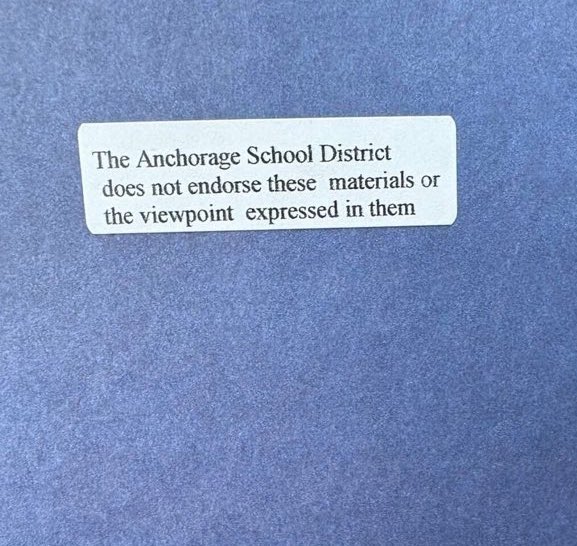 The Anchorage School District
does not endorse these materials or
the viewpoint expressed in them